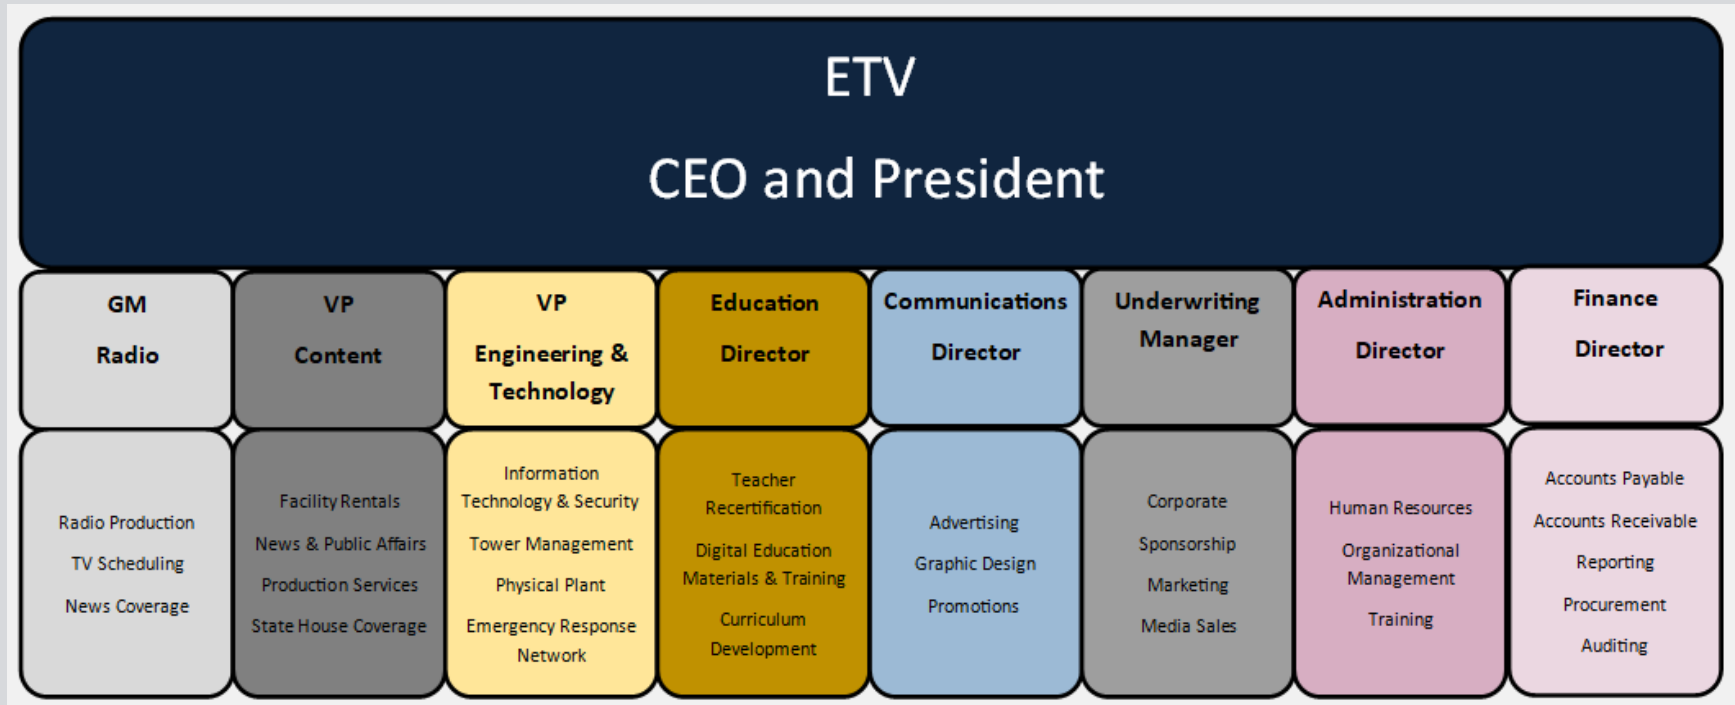 ETV
CEO and President
GM
Radio
VP
Content
VP
Engineering &
Technology
Education
Director
Communications
Director
Underwriting
Manager
Administration
Director
Finance
Director
Radio Production
TV Scheduling
News Coverage
Facility Rentals
News & Public Affairs
Production Services
State House Coverage
Information
Technology & Security
Tower Management
Physical Plant
Emergency Response
Network
Teacher
Recertification
Digital Education
Materials & Training
Curriculum
Development
Advertising
Graphic Design
Promotions
Corporate
Sponsorship
Marketing
Media Sales
Human Resources
Organizational
Management
Training
Accounts Payable
Accounts Receivable
Reporting
Procurement
Auditing